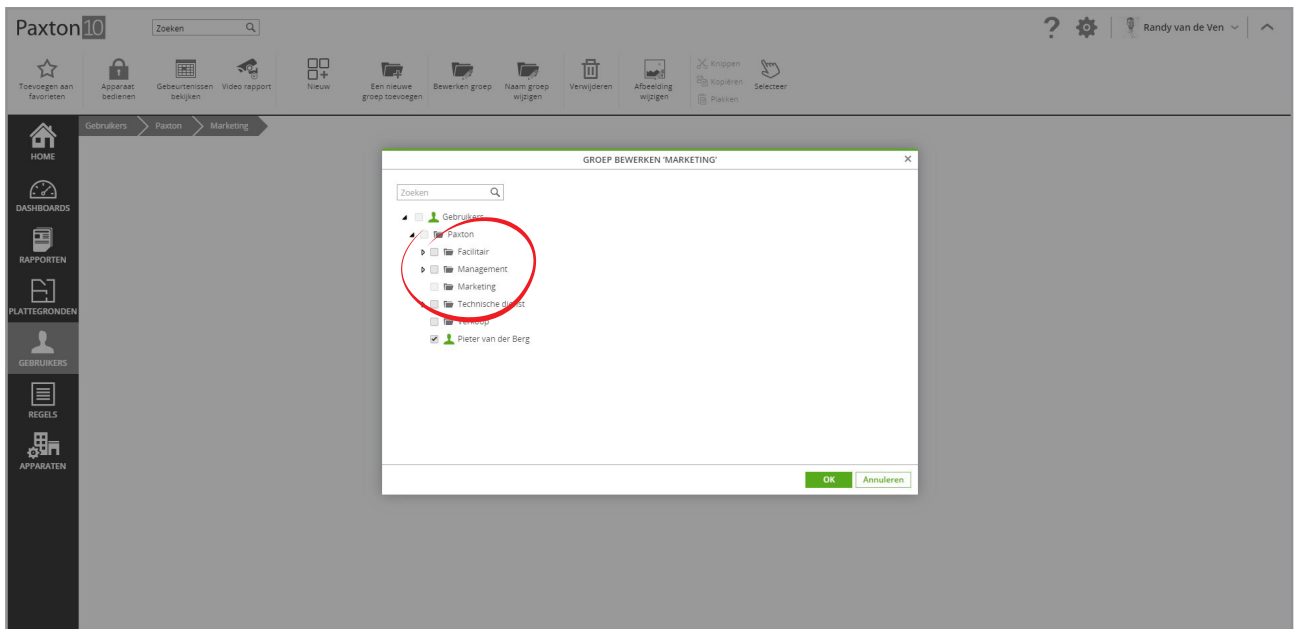 Paxton10
Zoeken
Randy van de Ven
Toevoegen aan
favorieten
Apparaat
bedienen
Gebeurtenissen
bekijken
Video rapport
Nieuw
Een nieuwe
groep toevoegen
Bewerken groep
Naam groep
wijzigen
Verwijderen
Afbeelding
wijzigen
Knippen
Kopiëren
Plakken
Selecteer
Gebruikers
Paxton
Marketing
HOME
DASHBOARDS
RAPPORTEN
PLATTEGRONDEN
GEBRUIKERS
REGELS
APPARATEN
GROEP BEWERKEN 'MARKETING'
Zoeken
Gebruikers
Paxton
Facilitair
Management
Marketing
Technische dienst
Verkoop
Pieter van der Berg
OK
Annuleren